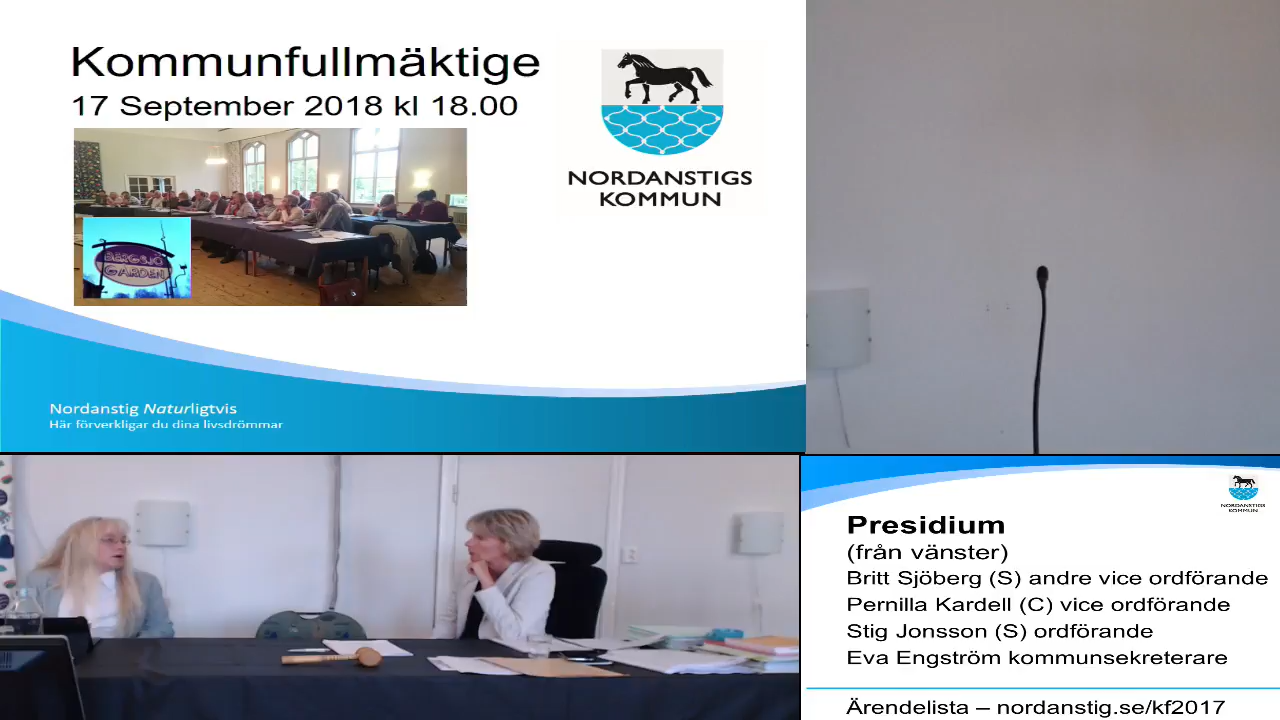 Kommunfullmäktige
17 September 2018 kl 18.00
NORDANSTIGS
KOMMUN
BERGSJÖ
GÅRDEN
Nordanstig Naturligtvis
Här förverkligar du dina livsdrömmar
NORDANSTIGS
KOMMUN
Presidium
(från vänster)
Britt Sjöberg (S) andre vice ordförande
Pernilla Kardell (C) vice ordförande
Stig Jonsson (S) ordförande
Eva Engström kommunsekreterare
Ärendelista – nordanstig.se/kf2017